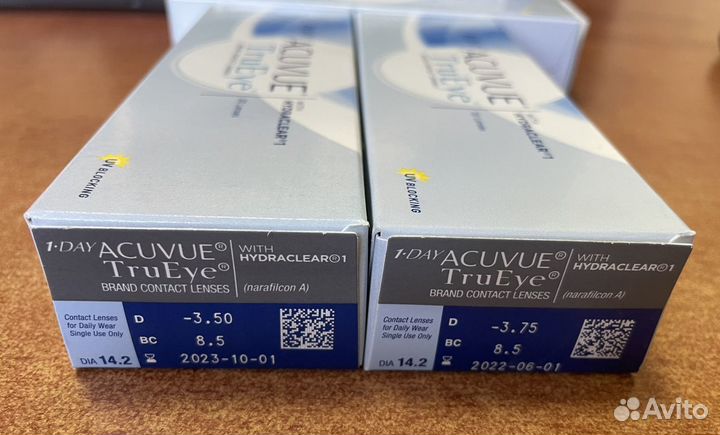 ACUVUE®
TruEye
WITH
HYDRACLEAR®1
UV BLOCKING
1·DAY ACUVUE®
TruEye®
BRAND CONTACT LENSES
WITH
HYDRACLEAR®1
(narafilcon A)
Contact Lenses
for Daily Wear
Single Use Only
DIA 14.2
D -3.50
BC 8.5
2023-10-01
ACUVUE®
TruEye
WITH
HYDRACLEAR®1
UV BLOCKING
1·DAY ACUVUE®
TruEye®
BRAND CONTACT LENSES
WITH
HYDRACLEAR®1
(narafilcon A)
Contact Lenses
for Daily Wear
Single Use Only
DIA 14.2
D -3.75
BC 8.5
2022-06-01
Avito